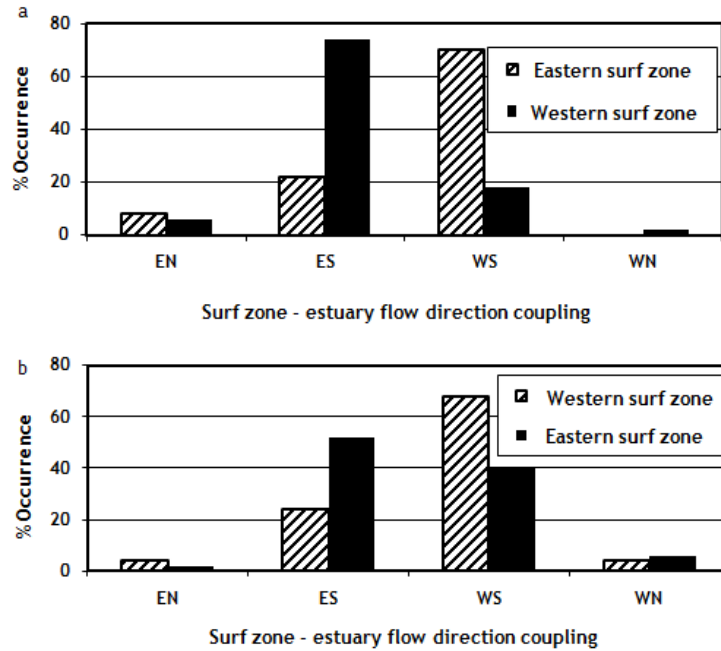 a
80
60
40
20
0
% Occurrence
Eastern surf zone
Western surf zone
EN ES WS WN
Surf zone - estuary flow direction coupling
b
80
60
40
20
0
% Occurrence
Western surf zone
Eastern surf zone
EN ES WS WN
Surf zone - estuary flow direction coupling